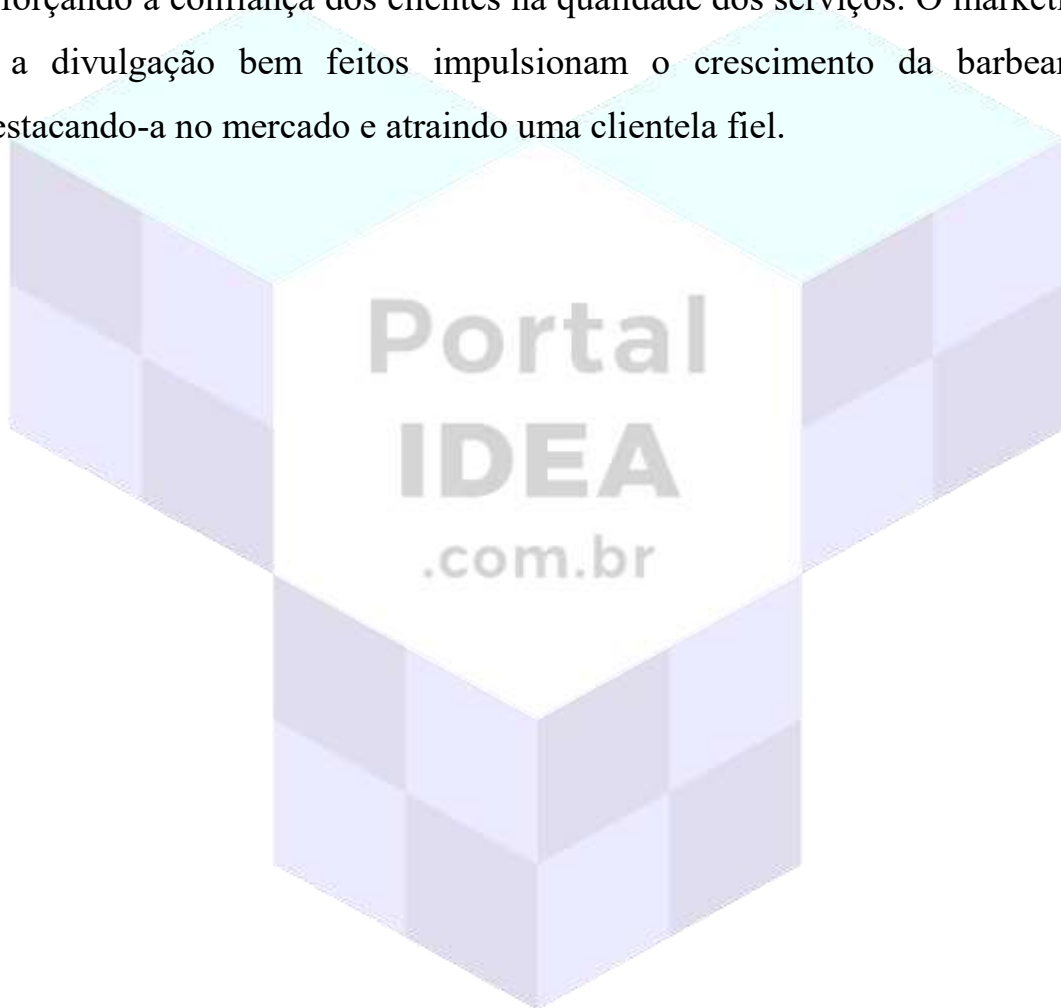 forçando a confiança dos clientes na qualidade dos serviços. O marketi
a divulgação bem feitos impulsionam o crescimento da barbear
estacando-a no mercado e atraindo uma clientela fiel.
Portal
IDEA
.com.br